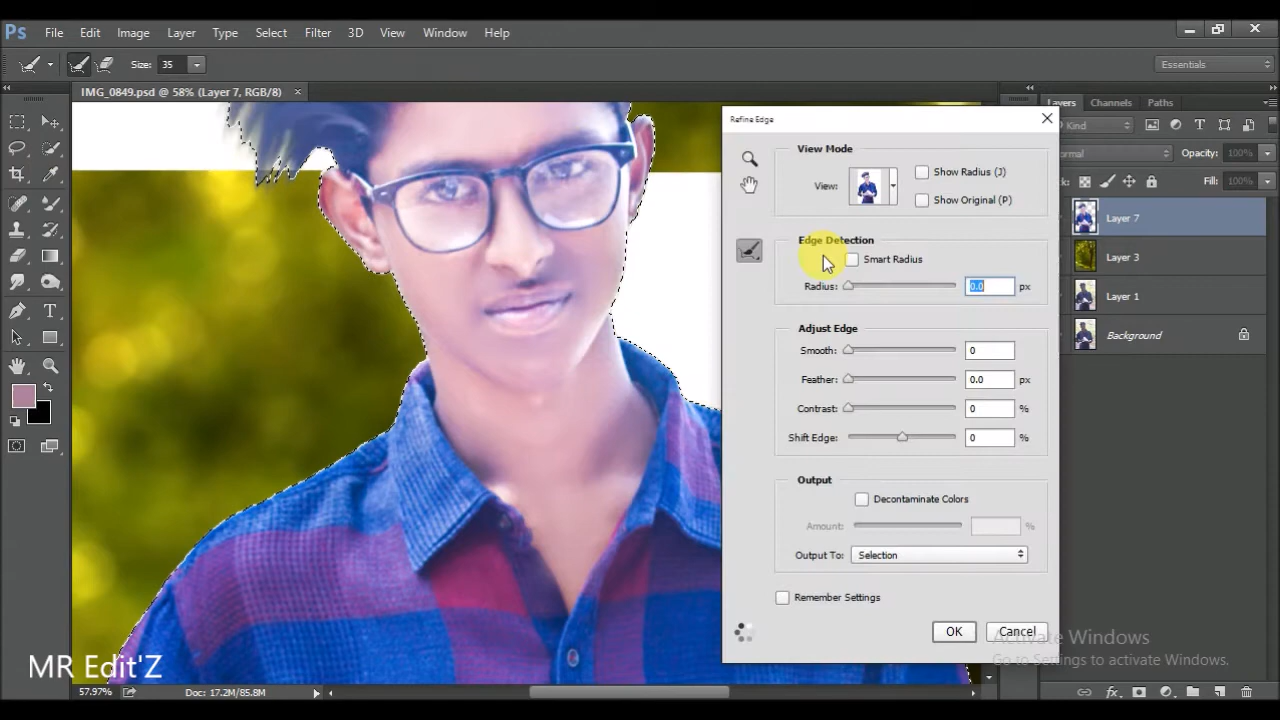 Ps File Edit Image Layer Type Select Filter 3D View Window Help
Size: 35 Essentials
IMG_0849.psd @ 58% (Layer 7, RGB/8) ×
Layers Channels Paths
Refine Edge
Kind
View Mode
ormal Opacity: 100%
View: Show Radius (J)
Show Original (P)
Fill: 100%
Layer 7
Edge Detection
Smart Radius
Layer 3
Radius: 0.0 px
Layer 1
Adjust Edge
Background
Smooth: 0
Feather: 0.0 px
Contrast: 0 %
Shift Edge: 0 %
Output
Decontaminate Colors
Amount: %
Output To: Selection
Remember Settings
OK Cancel
Activate Windows
Go to Settings to activate Windows.
MR Edit'Z
57.97% Doc: 17.2M/85.8M